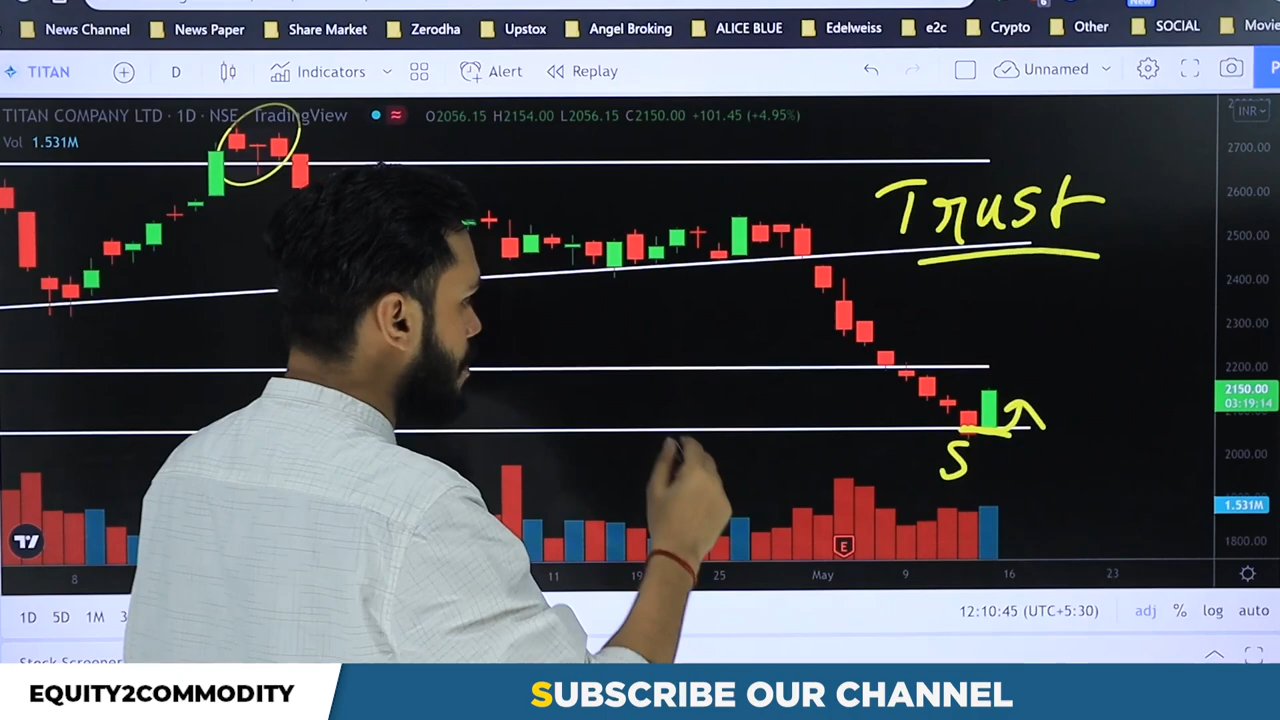 News Channel News Paper Share Market Zerodha Upstox Angel Broking ALICE BLUE Edelweiss e2c Crypto Other SOCIAL Movie
TITAN D Indicators Alert Replay Unnamed P
TITAN COMPANY LTD · 1D · NSE TradingView O2056.15 H2154.00 L2056.15 C2150.00 +101.45 (+4.95%)
INR
Vol 1.531M
2700.00
2600.00
Trust
2500.00
2400.00
2300.00
2200.00
2150.00
03:19:14
S
2000.00
1.531M
E
1800.00
8 11 19 25 May 9 16 23
1D 5D 1M 3 12:10:45 (UTC+5:30) adj % log auto
Stock Screener
EQUITY2COMMODITY
SUBSCRIBE OUR CHANNEL